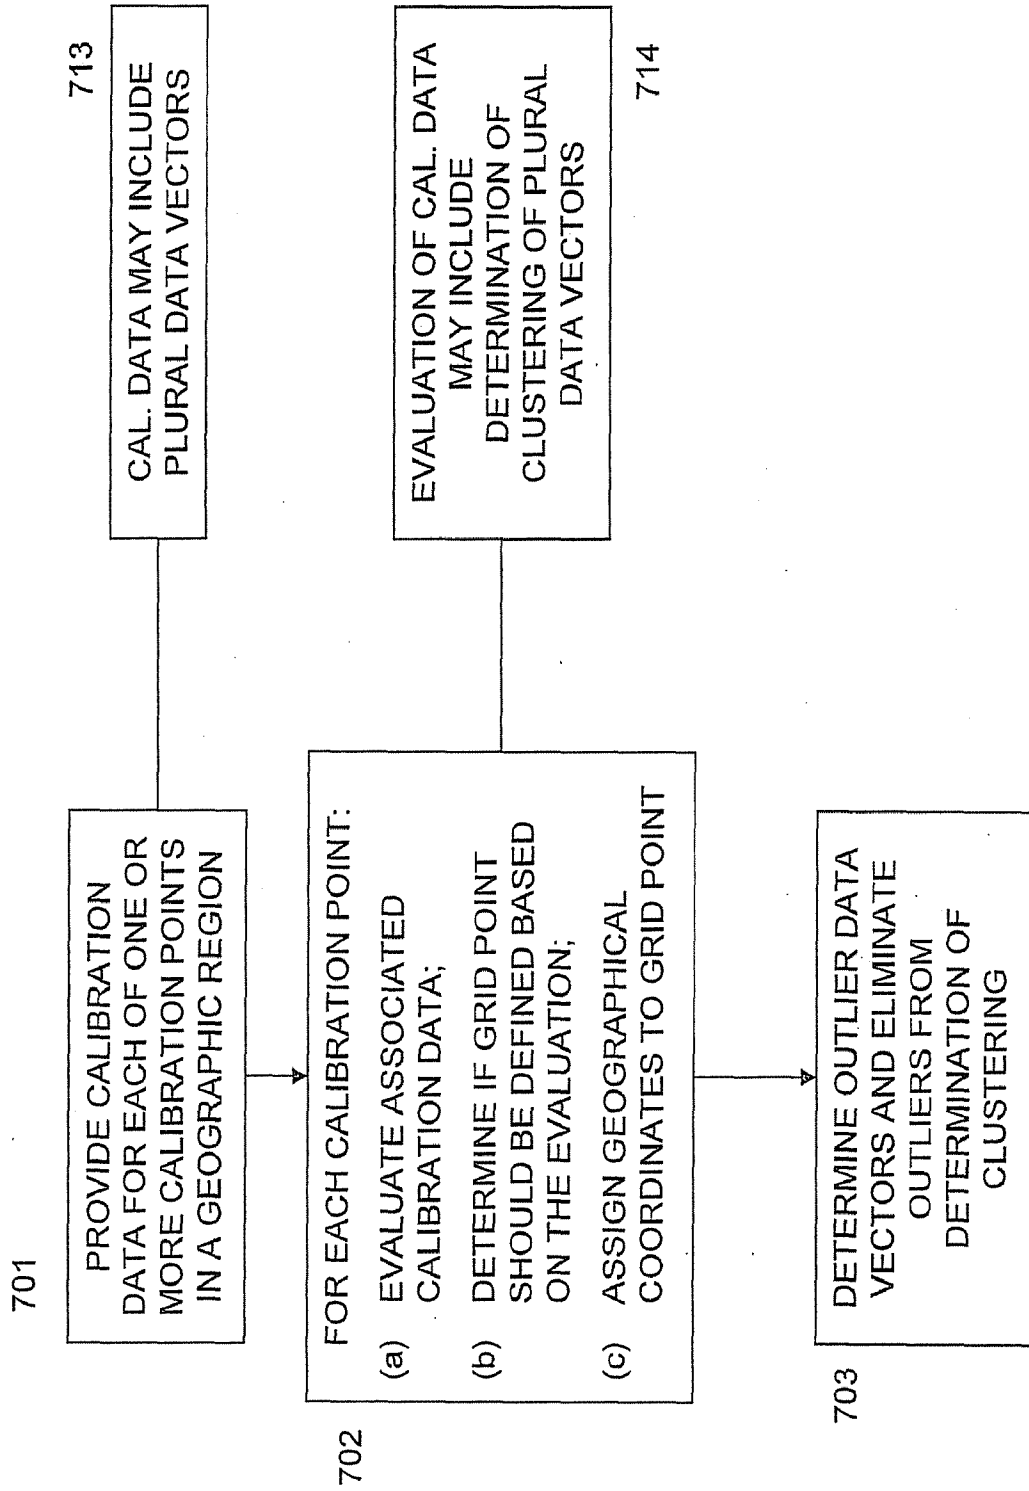 701
PROVIDE CALIBRATION
DATA FOR EACH OF ONE OR
MORE CALIBRATION POINTS
IN A GEOGRAPHIC REGION
713
CAL. DATA MAY INCLUDE
PLURAL DATA VECTORS
702
FOR EACH CALIBRATION POINT:
(a) EVALUATE ASSOCIATED
CALIBRATION DATA;
(b) DETERMINE IF GRID POINT
SHOULD BE DEFINED BASED
ON THE EVALUATION;
(c) ASSIGN GEOGRAPHICAL
COORDINATES TO GRID POINT
EVALUATION OF CAL. DATA
MAY INCLUDE
DETERMINATION OF
CLUSTERING OF PLURAL
DATA VECTORS
714
703
DETERMINE OUTLIER DATA
VECTORS AND ELIMINATE
OUTLIERS FROM
DETERMINATION OF
CLUSTERING